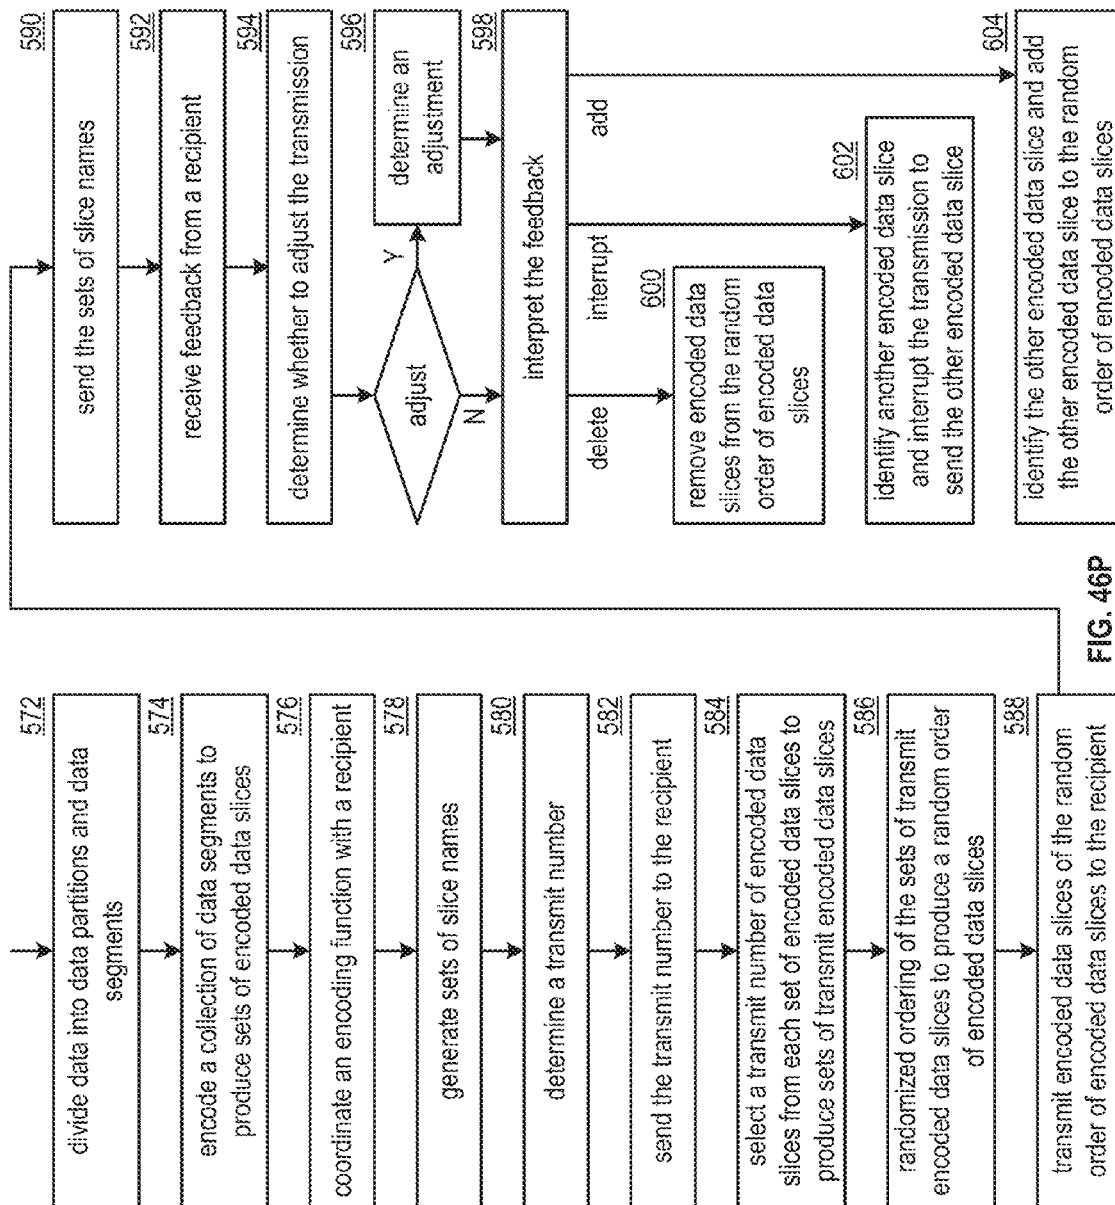 572
divide data into data partitions and data
segments
574
encode a collection of data segments to
produce sets of encoded data slices
576
coordinate an encoding function with a recipient
578
generate sets of slice names
580
determine a transmit number
582
send the transmit number to the recipient
584
select a transmit number of encoded data
slices from each set of encoded data slices to
produce sets of transmit encoded data slices
586
randomized ordering of the sets of transmit
encoded data slices to produce a random order
of encoded data slices
588
transmit encoded data slices of the random
order of encoded data slices to the recipient
590
send the sets of slice names
592
receive feedback from a recipient
594
determine whether to adjust the transmission
adjust
Y
N
596
determine an
adjustment
598
interpret the feedback
delete
interrupt
add
600
remove encoded data
slices from the random
order of encoded data
slices
602
identify another encoded data slice
and interrupt the transmission to
send the other encoded data slice
604
identify the other encoded data slice and add
the other encoded data slice to the random
order of encoded data slices
FIG. 46P